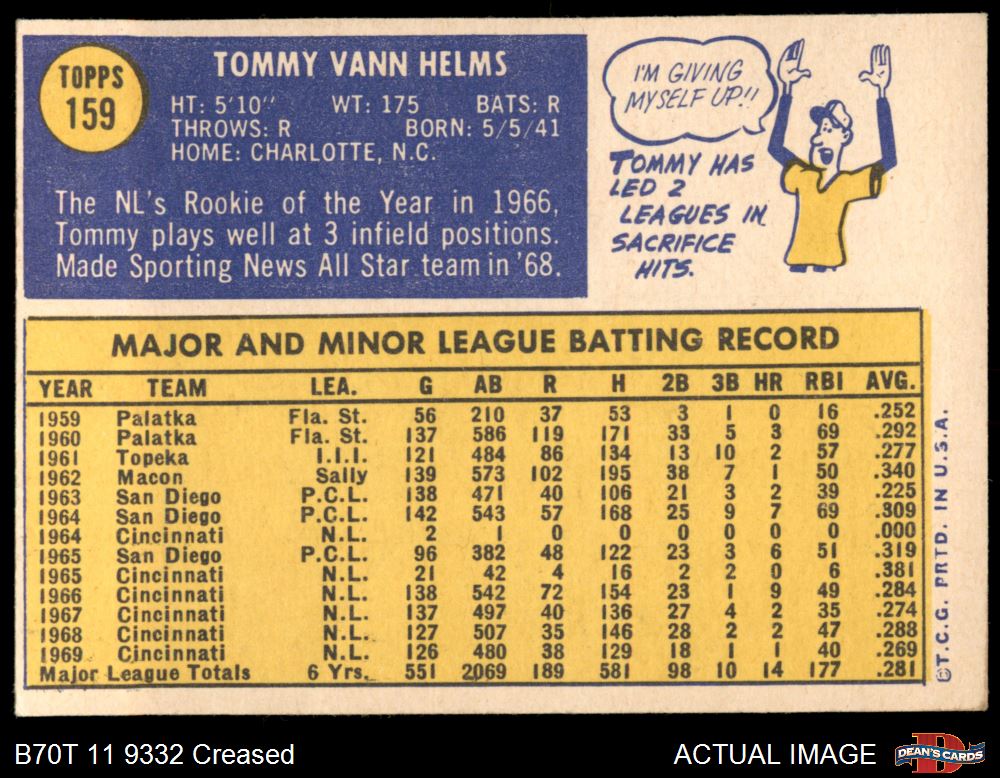 TOPPS
159
TOMMY VANN HELMS
HT: 5'10" WT: 175 BATS: R
THROWS: R BORN: 5/5/41
HOME: CHARLOTTE, N.C.
The NL's Rookie of the Year in 1966,
Tommy plays well at 3 infield positions.
Made Sporting News All Star team in '68.
I'M GIVING
MYSELF UP!!
TOMMY HAS
LED 2
LEAGUES IN
SACRIFICE
HITS.
MAJOR AND MINOR LEAGUE BATTING RECORD
YEAR TEAM LEA. G AB R H 2B 3B HR RBI AVG.
1959 Palatka Fla. St. 56 210 37 53 3 1 0 16 .252
1960 Palatka Fla. St. 137 586 119 171 33 5 3 69 .292
1961 Topeka I.I.I. 121 484 86 134 13 10 2 57 .277
1962 Macon Sally 139 573 102 195 38 7 1 50 .340
1963 San Diego P.C.L. 138 471 40 106 21 3 2 39 .225
1964 San Diego P.C.L. 142 543 57 168 25 9 7 69 .309
1964 Cincinnati N.L. 2 1 0 0 0 0 0 0 .000
1965 San Diego P.C.L. 96 382 48 122 23 3 6 51 .319
1965 Cincinnati N.L. 21 42 4 16 2 2 0 6 .381
1966 Cincinnati N.L. 138 542 72 154 23 1 9 49 .284
1967 Cincinnati N.L. 137 497 40 136 27 4 2 35 .274
1968 Cincinnati N.L. 127 507 35 146 28 2 2 47 .288
1969 Cincinnati N.L. 126 480 38 129 18 1 1 40 .269
Major League Totals 6 Yrs. 551 2069 189 581 98 10 14 177 .281
©T.C.G. PRTD. IN U.S.A.
B70T 11 9332 Creased
ACTUAL IMAGE
DEAN'S CARDS